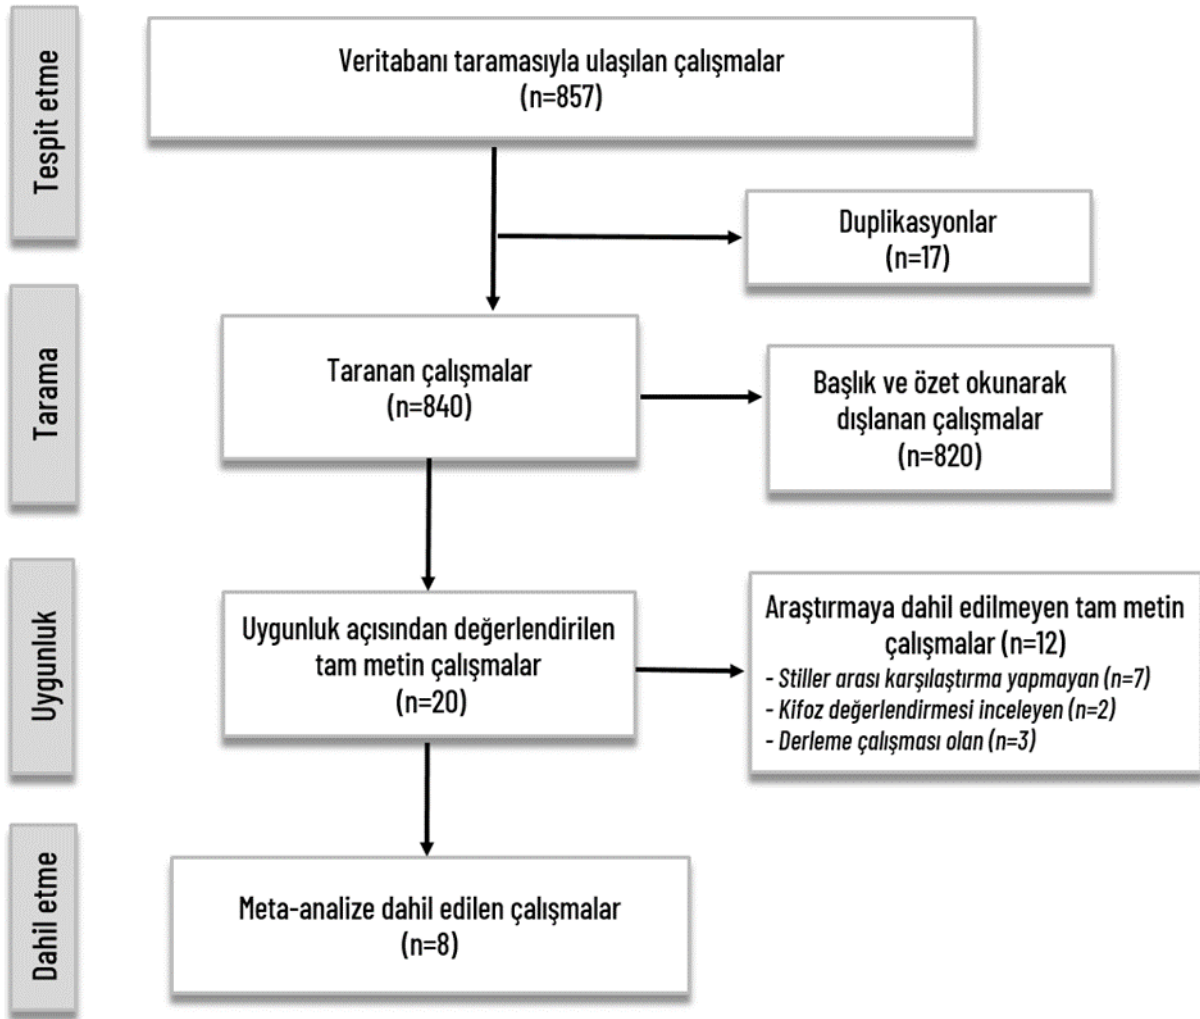 Tespit etme
Veritabanı taramasıyla ulaşılan çalışmalar
(n=857)
Duplikasyonlar
(n=17)
Tarama
Taranan çalışmalar
(n=840)
Başlık ve özet okunarak
dışlanan çalışmalar
(n=820)
Uygunluk
Uygunluk açısından değerlendirilen
tam metin çalışmalar
(n=20)
Araştırmaya dahil edilmeyen tam metin
çalışmalar (n=12)
- Stiller arası karşılaştırma yapmayan (n=7)
- Kifoz değerlendirmesi inceleyen (n=2)
- Derleme çalışması olan (n=3)
Dahil etme
Meta-analize dahil edilen çalışmalar
(n=8)